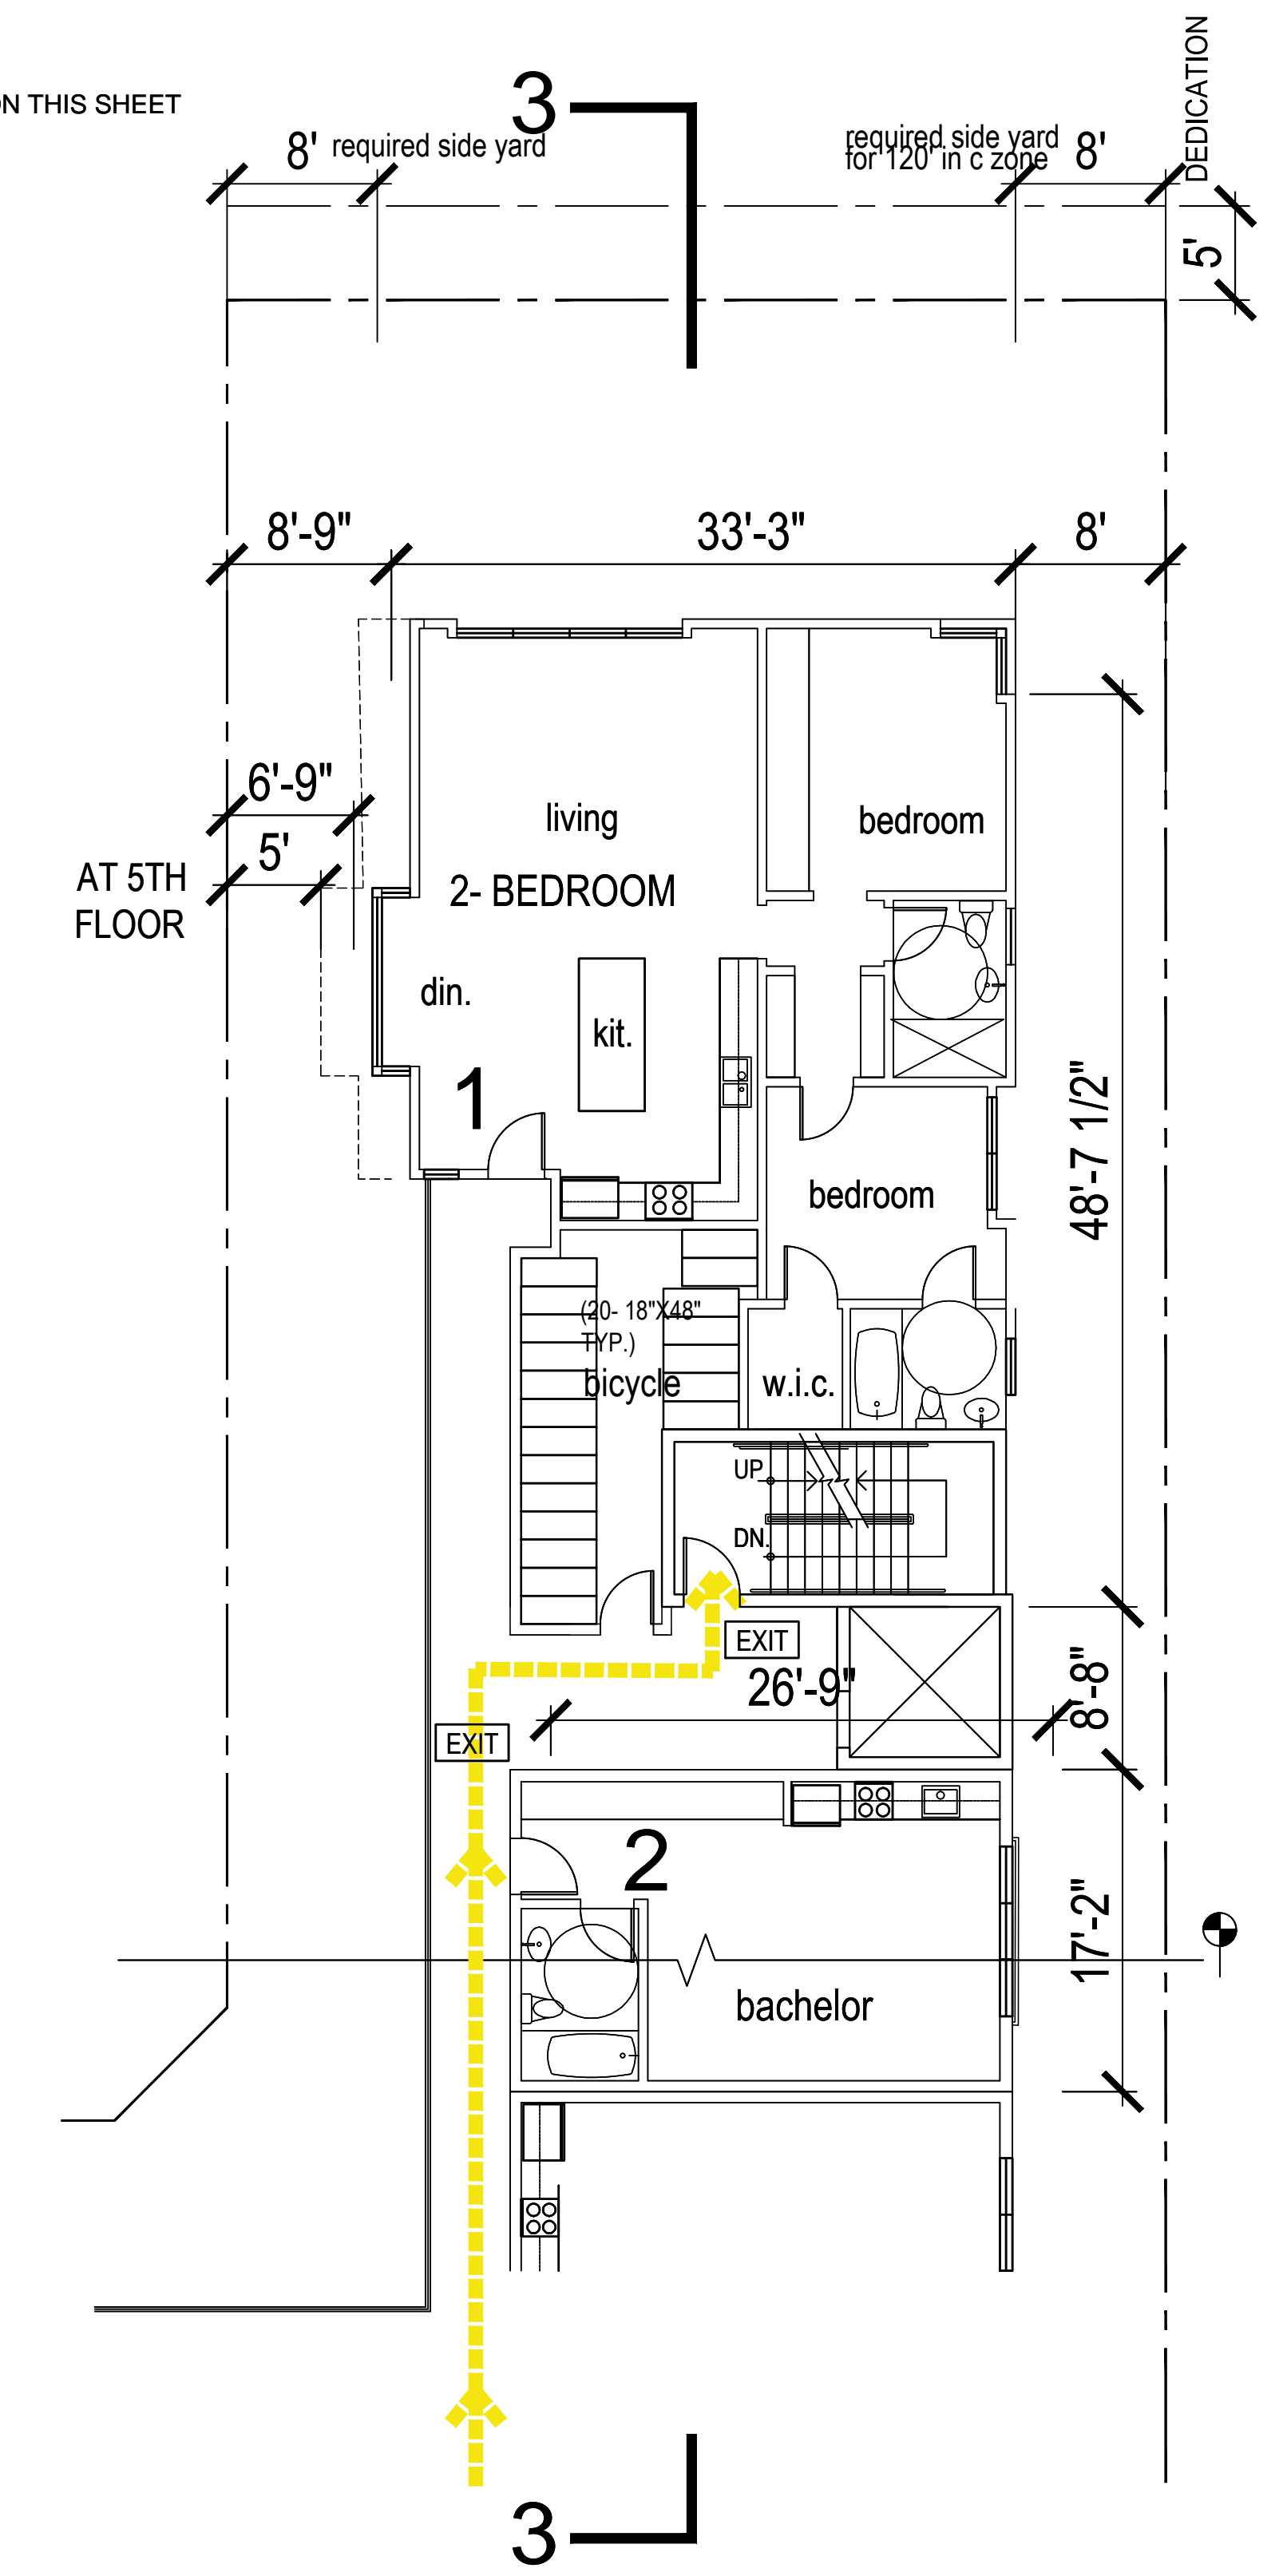 DEDICATION
3
ON THIS SHEET
8' required side yard
required side yard
for 120' in c zone
8'
5'
8'-9"
33'-3"
8'
6'-9"
5'
AT 5TH
FLOOR
living
bedroom
2- BEDROOM
din.
kit.
1
48'-7 1/2"
bedroom
(20- 18"X48"
TYP.)
bicycle
w.i.c.
UP
DN.
EXIT
26'-9"
8'-8"
EXIT
2
17'-2"
bachelor
3